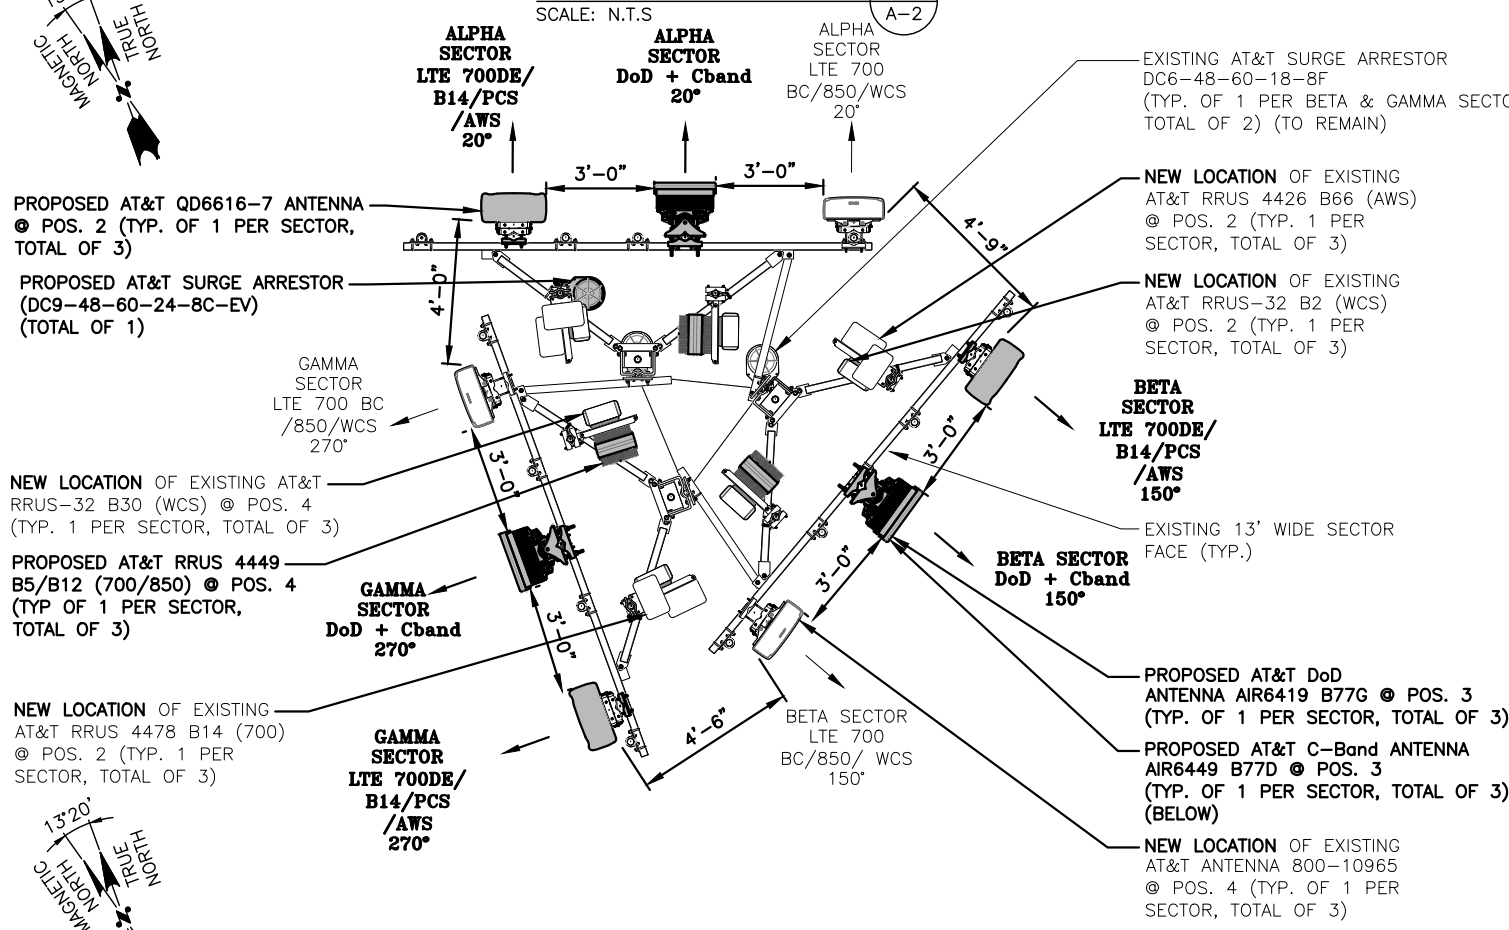 SCALE: N.T.S
A-2
MAGNETIC
NORTH
TRUE
NORTH
N
ALPHA
SECTOR
LTE 700DE/
B14/PCS
/AWS
20°
ALPHA
SECTOR
DoD + Cband
20°
ALPHA
SECTOR
LTE 700
BC/850/WCS
20°
EXISTING AT&T SURGE ARRESTOR
DC6-48-60-18-8F
(TYP. OF 1 PER BETA & GAMMA SECTO
TOTAL OF 2) (TO REMAIN)
3'-0"
3'-0"
4'-9"
4'-0"
PROPOSED AT&T QD6616-7 ANTENNA
@ POS. 2 (TYP. OF 1 PER SECTOR,
TOTAL OF 3)
PROPOSED AT&T SURGE ARRESTOR
(DC9-48-60-24-8C-EV)
(TOTAL OF 1)
NEW LOCATION OF EXISTING
AT&T RRUS 4426 B66 (AWS)
@ POS. 2 (TYP. 1 PER
SECTOR, TOTAL OF 3)
NEW LOCATION OF EXISTING
AT&T RRUS-32 B2 (WCS)
@ POS. 2 (TYP. 1 PER
SECTOR, TOTAL OF 3)
GAMMA
SECTOR
LTE 700 BC
/850/WCS
270°
BETA
SECTOR
LTE 700DE/
B14/PCS
/AWS
150°
3'-0"
3'-0
NEW LOCATION OF EXISTING AT&T
RRUS-32 B30 (WCS) @ POS. 4
(TYP. 1 PER SECTOR, TOTAL OF 3)
EXISTING 13' WIDE SECTOR
FACE (TYP.)
PROPOSED AT&T RRUS 4449
B5/B12 (700/850) @ POS. 4
(TYP OF 1 PER SECTOR,
TOTAL OF 3)
GAMMA
SECTOR
DoD + Cband
270°
BETA SECTOR
DoD + Cband
150°
3'-0"
3'-0"
NEW LOCATION OF EXISTING
AT&T RRUS 4478 B14 (700)
@ POS. 2 (TYP. 1 PER
SECTOR, TOTAL OF 3)
GAMMA
SECTOR
LTE 700DE/
B14/PCS
/AWS
270°
4'-6"
BETA SECTOR
LTE 700
BC/850/ WCS
150°
PROPOSED AT&T DoD
ANTENNA AIR6419 B77G @ POS. 3
(TYP. OF 1 PER SECTOR, TOTAL OF 3)
PROPOSED AT&T C-Band ANTENNA
AIR6449 B77D @ POS. 3
(TYP. OF 1 PER SECTOR, TOTAL OF 3)
(BELOW)
NEW LOCATION OF EXISTING
AT&T ANTENNA 800-10965
@ POS. 4 (TYP. OF 1 PER
SECTOR, TOTAL OF 3)
13°20'
MAGNETIC
NORTH
TRUE
NORTH
N